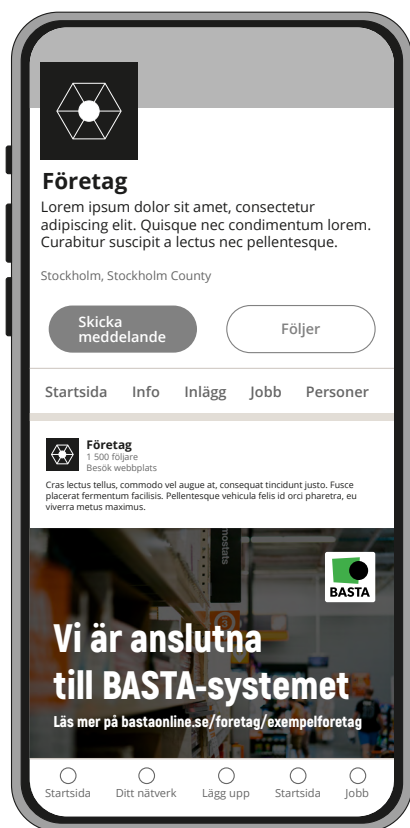 Företag
Lorem ipsum dolor sit amet, consectetur
adipiscing elit. Quisque nec condimentum lorem.
Curabitur suscipit a lectus nec pellentesque.
Stockholm, Stockholm County
Skicka
meddelande
Följer
Startsida Info Inlägg Jobb Personer
Företag
1 500 följare
Besök webbplats
Cras lectus tellus, commodo vel augue at, consequat tincidunt justo. Fusce
placerat fermentum facilisis. Pellentesque vehicula felis id orci pharetra, eu
viverra metus maximus.
mostats
3
BASTA
Vi är anslutna
till BASTA-systemet
Läs mer på bastaonline.se/foretag/exempelforetag
Startsida Ditt nätverk Lägg upp Startsida Jobb